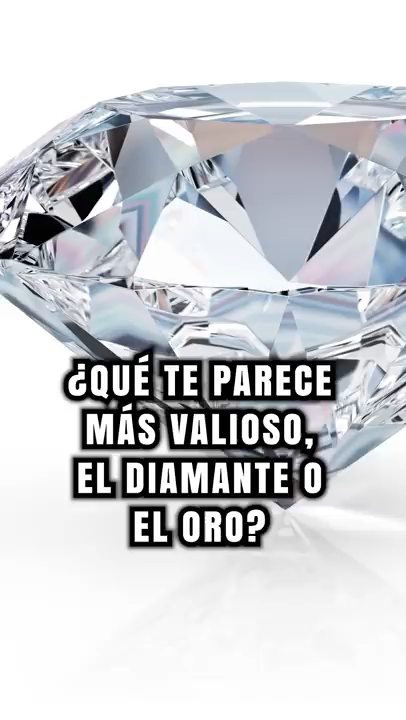 ¿QUÉ TE PARECE
MÁS VALIOSO,
EL DIAMANTE O
EL ORO?